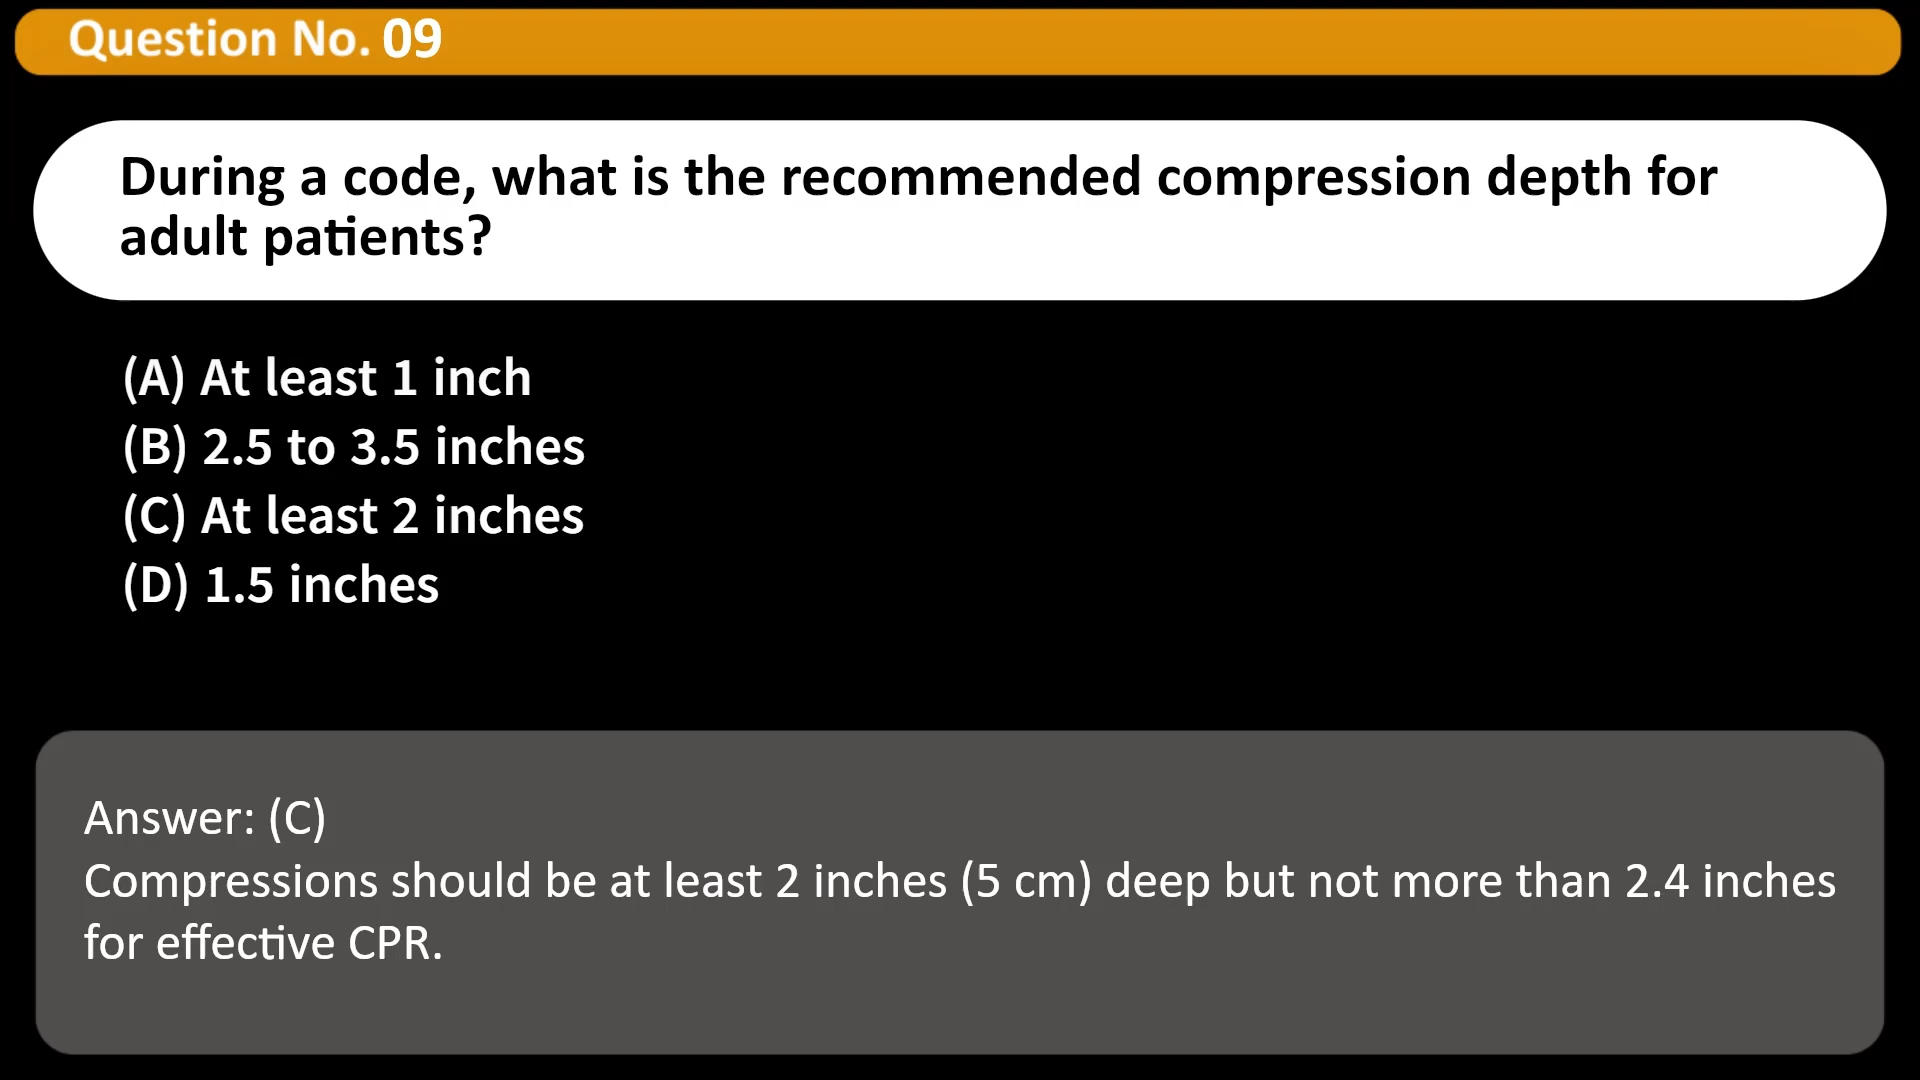 Question No. 09
During a code, what is the recommended compression depth for
adult patients?
(A) At least 1 inch
(B) 2.5 to 3.5 inches
(C) At least 2 inches
(D) 1.5 inches
Answer: (C)
Compressions should be at least 2 inches (5 cm) deep but not more than 2.4 inches
for effective CPR.